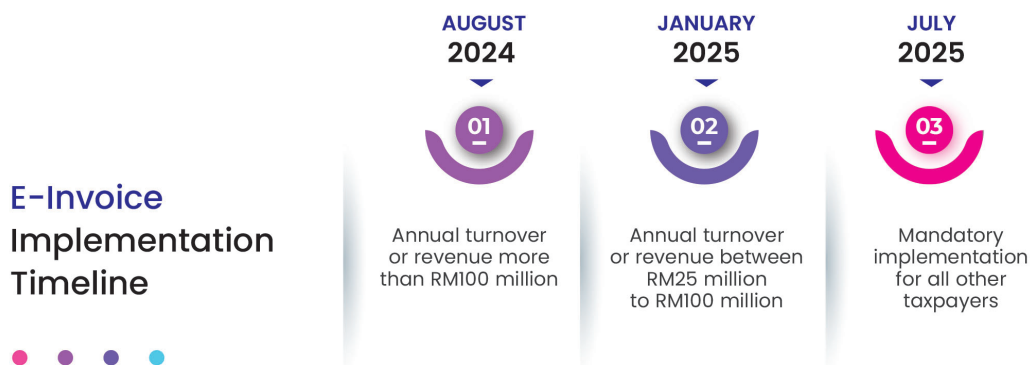 E-Invoice
Implementation
Timeline
AUGUST
2024
01
Annual turnover
or revenue more
than RM100 million
JANUARY
2025
02
Annual turnover
or revenue between
RM25 million
to RM100 million
JULY
2025
03
Mandatory
implementation
for all other
taxpayers